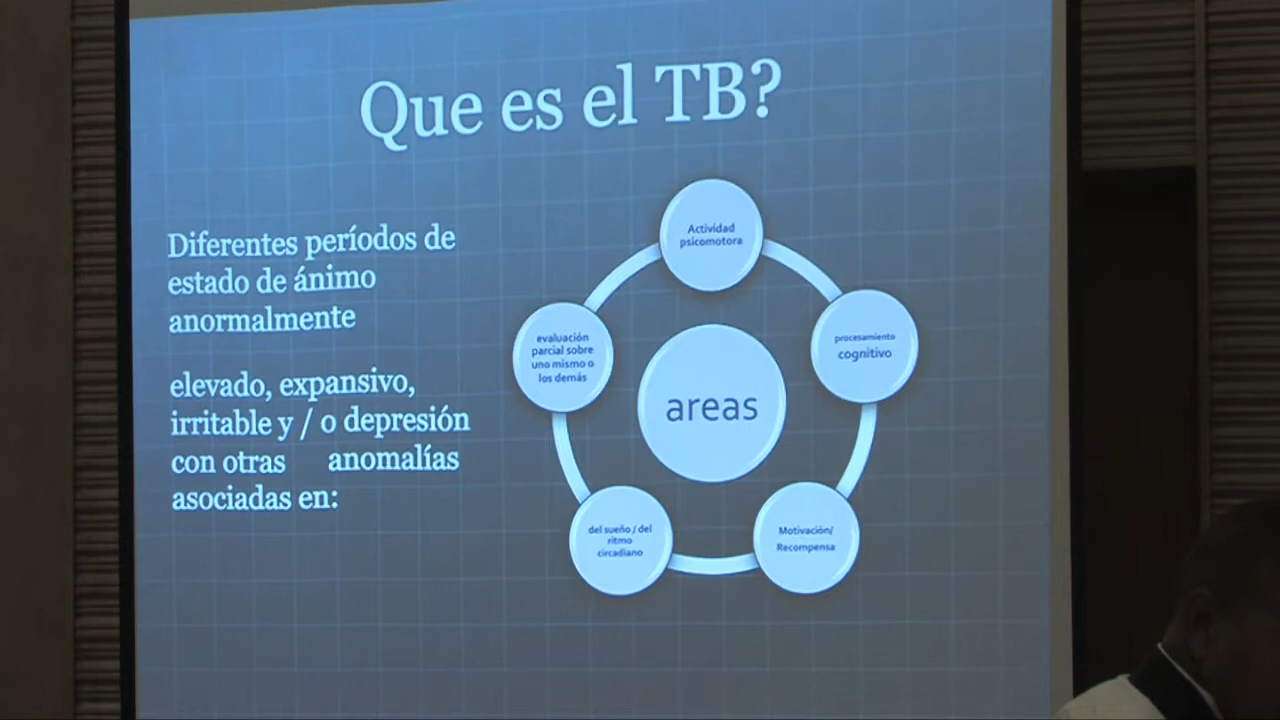 Que es el TB?
Diferentes períodos de
estado de ánimo
anormalmente
elevado, expansivo,
irritable y / o depresión
con otras anomalías
asociadas en:
Actividad
psicomotora
procesamiento
cognitivo
Motivación/
Recompensa
del sueño / del
ritmo
circadiano
evaluación
parcial sobre
uno mismo o
los demás
areas